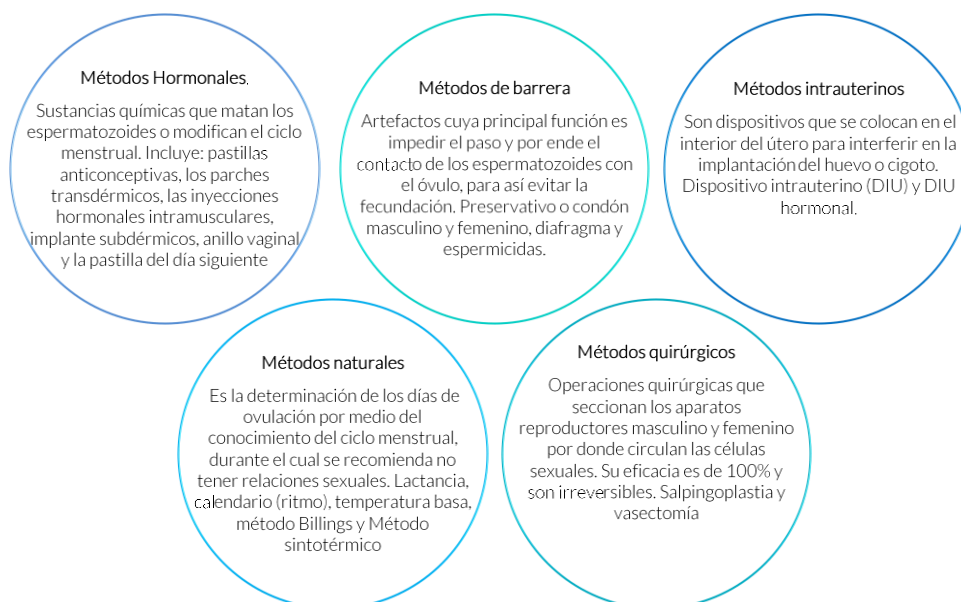 Métodos Hormonales.
Sustancias químicas que matan los
espermatozoides o modifican el ciclo
menstrual. Incluye: pastillas
anticonceptivas, los parches
transdérmicos, las inyecciones
hormonales intramusculares,
implante subdérmicos, anillo vaginal
y la pastilla del día siguiente
Métodos de barrera
Artefactos cuya principal función es
impedir el paso y por ende el
contacto de los espermatozoides con
el óvulo, para así evitar la
fecundación. Preservativo o condón
masculino y femenino, diafragma y
espermicidas.
Métodos intrauterinos
Son dispositivos que se colocan en el
interior del útero para interferir en la
implantación del huevo o cigoto.
Dispositivo intrauterino (DIU) y DIU
hormonal.
Métodos naturales
Es la determinación de los días de
ovulación por medio del
conocimiento del ciclo menstrual,
durante el cual se recomienda no
tener relaciones sexuales. Lactancia,
calendario (ritmo), temperatura basa,
método Billings y Método
sintotérmico
Métodos quirúrgicos
Operaciones quirúrgicas que
seccionan los aparatos
reproductores masculino y femenino
por donde circulan las células
sexuales. Su eficacia es de 100% y
son irreversibles. Salpingoplastia y
vasectomía